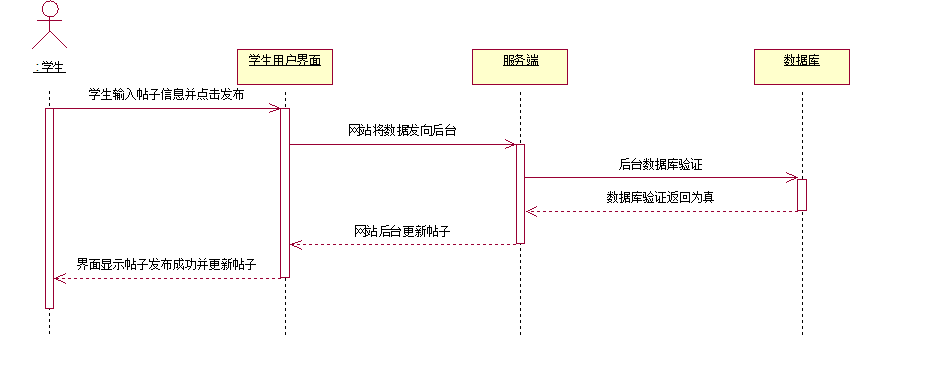 :学生
学生用户界面
服务端
数据库
学生输入帖子信息并点击发布
网站将数据发向后台
后台数据库验证
数据库验证返回为真
网站后台更新帖子
界面显示帖子发布成功并更新帖子